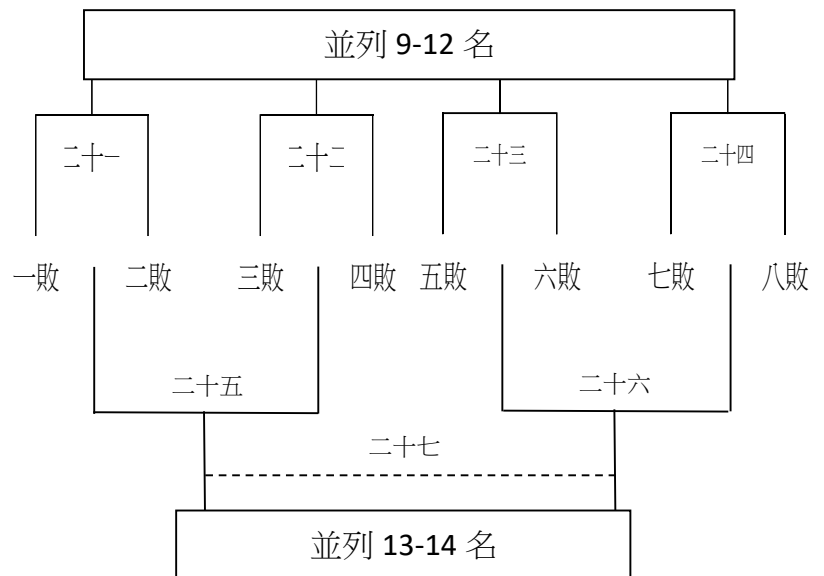 並列 9-12 名
二十一 二十二 二十三 二十四
一敗 二敗 三敗 四敗 五敗 六敗 七敗 八敗
二十五 二十六
二十七
並列 13-14 名